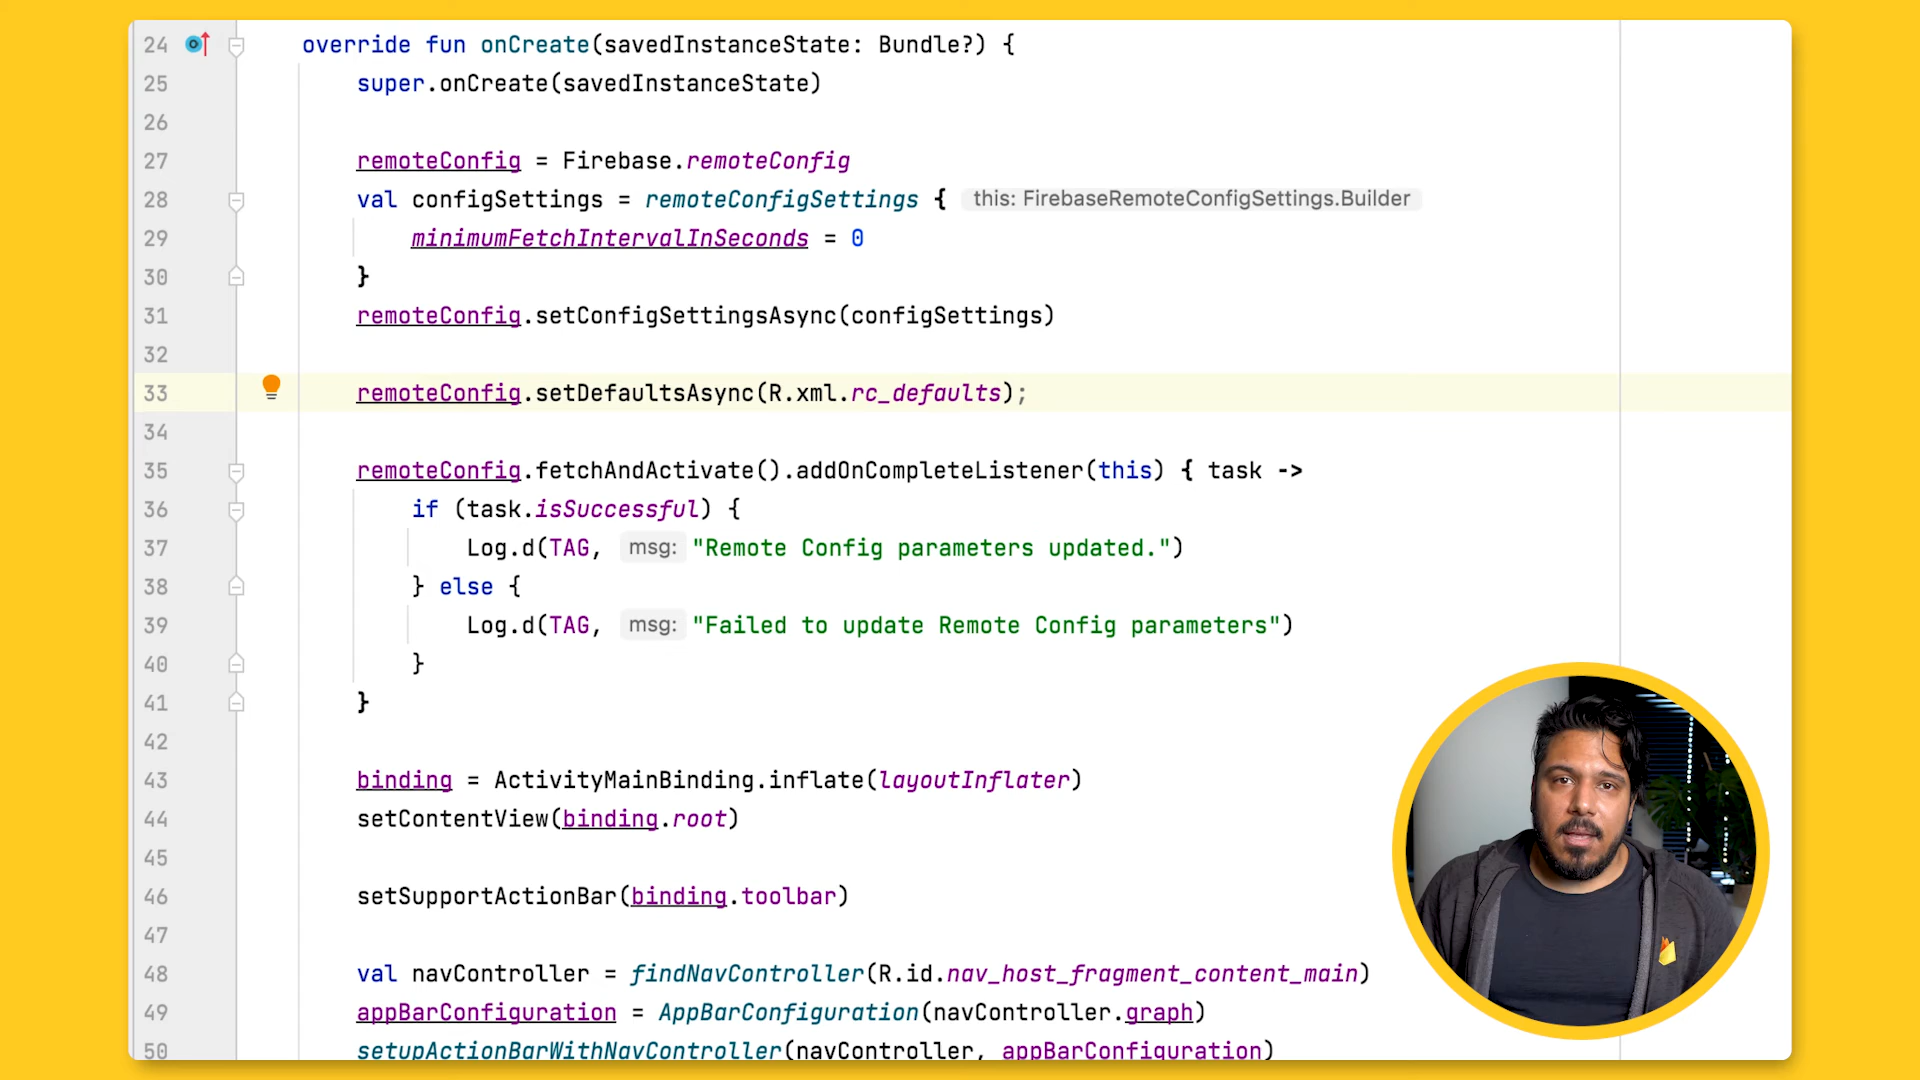 24 override fun onCreate(savedInstanceState: Bundle?) {
25 super.onCreate(savedInstanceState)
26
27 remoteConfig = Firebase.remoteConfig
28 val configSettings = remoteConfigSettings { this: FirebaseRemoteConfigSettings.Builder
29 minimumFetchIntervalInSeconds = 0
30 }
31 remoteConfig.setConfigSettingsAsync(configSettings)
32
33 remoteConfig.setDefaultsAsync(R.xml.rc_defaults);
34
35 remoteConfig.fetchAndActivate().addOnCompleteListener(this) { task ->
36 if (task.isSuccessful) {
37 Log.d(TAG, msg: "Remote Config parameters updated.")
38 } else {
39 Log.d(TAG, msg: "Failed to update Remote Config parameters")
40 }
41 }
42
43 binding = ActivityMainBinding.inflate(layoutInflater)
44 setContentView(binding.root)
45
46 setSupportActionBar(binding.toolbar)
47
48 val navController = findNavController(R.id.nav_host_fragment_content_main)
49 appBarConfiguration = AppBarConfiguration(navController.graph)
50 setupActionBarWithNavController(navController, appBarConfiguration)